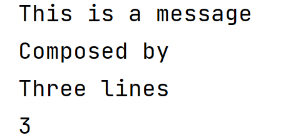 This is a message
Composed by
Three lines
3